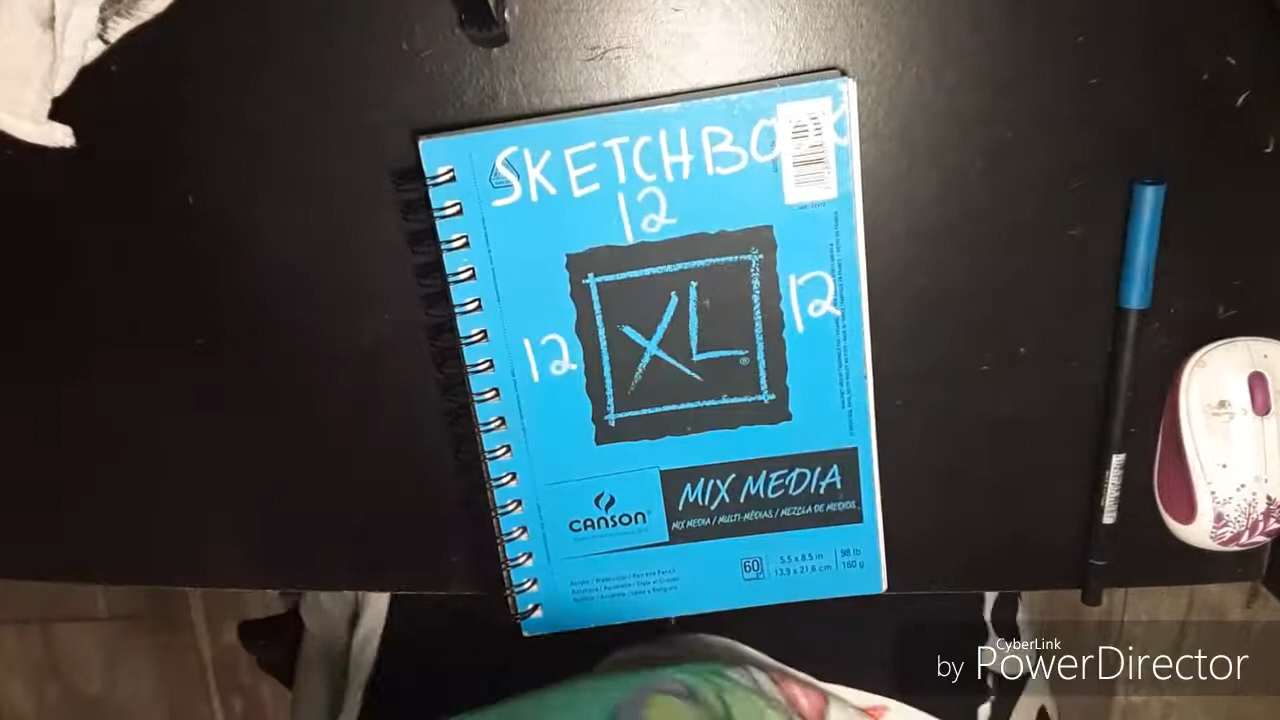 SKETCHBOOK
12
12
12
XL®
MIX MEDIA
CANSON®
MIX MEDIA / MULTI-MÉDIAS / MEZCLA DE MEDIOS
60
5.5 x 8.5 in
98 lb
13,9 x 21,6 cm
160 g
CyberLink
by PowerDirector